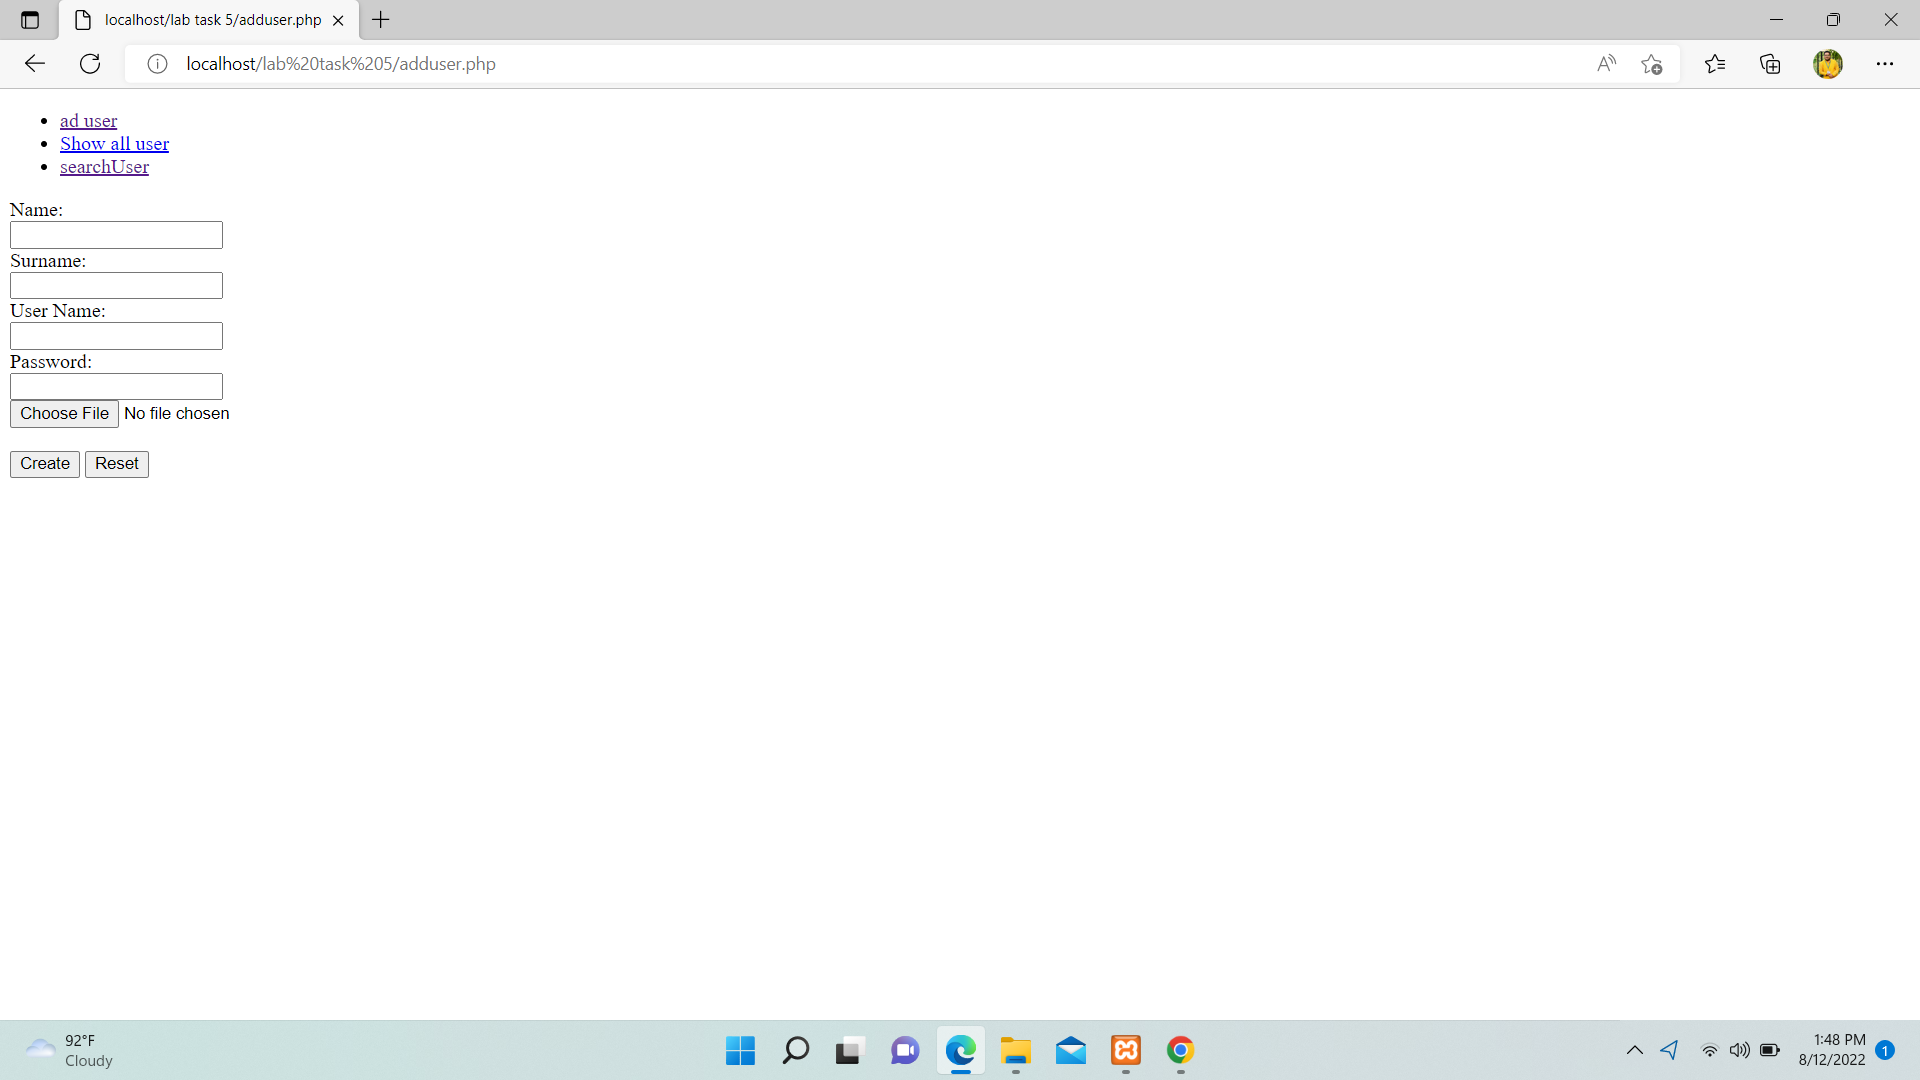 localhost/lab task 5/adduser.php
localhost/lab%20task%205/adduser.php
ad user
Show all user
searchUser
Name:
Surname:
User Name:
Password:
Choose File No file chosen
Create Reset
92°F
Cloudy
1:48 PM
8/12/2022
1